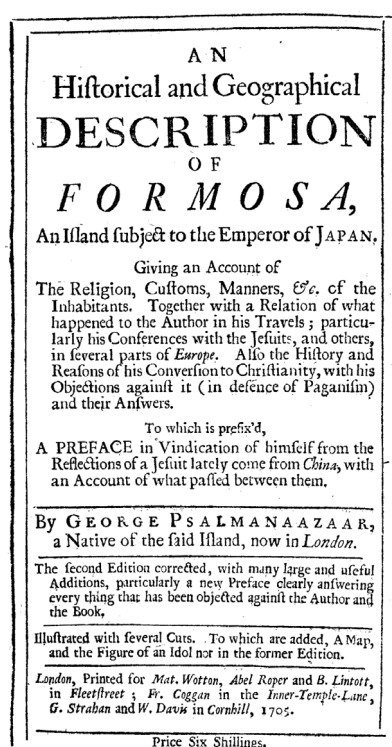 AN
Hiſtorical and Geographical
DESCRIPTION
OF
FORMOSA,
An Iſland ſubject to the Emperor of JAPAN.
Giving an Account of
The Religion, Cuſtoms, Manners, &c. of the
Inhabitants. Together with a Relation of what
happened to the Author in his Travels; particu-
larly his Conferences with the Jeſuits, and others,
in ſeveral parts of Europe. Alſo the Hiſtory and
Reaſons of his Converſion to Chriſtianity, with his
Objections againſt it (in defence of Paganiſm)
and their Anſwers.
To which is prefix'd,
A PREFACE in Vindication of himſelf from the
Reflections of a Jeſuit lately come from China, with
an Account of what paſſed between them.
By GEORGE PSALMANAAZAAR,
a Native of the ſaid Iſland, now in London.
The ſecond Edition corrected, with many large and uſeful
Additions, particularly a new Preface clearly anſwering
every thing that has been objected againſt the Author and
the Book.
Illuſtrated with ſeveral Cuts. To which are added, A Map,
and the Figure of an Idol not in the former Edition.
London, Printed for Mat. Wotton, Abel Roper and B. Lintott,
in Fleetſtreet; Fr. Coggan in the Inner-Temple-Lane,
G. Strahan and W. Davis in Cornhill, 1705.
Price Six Shillings.